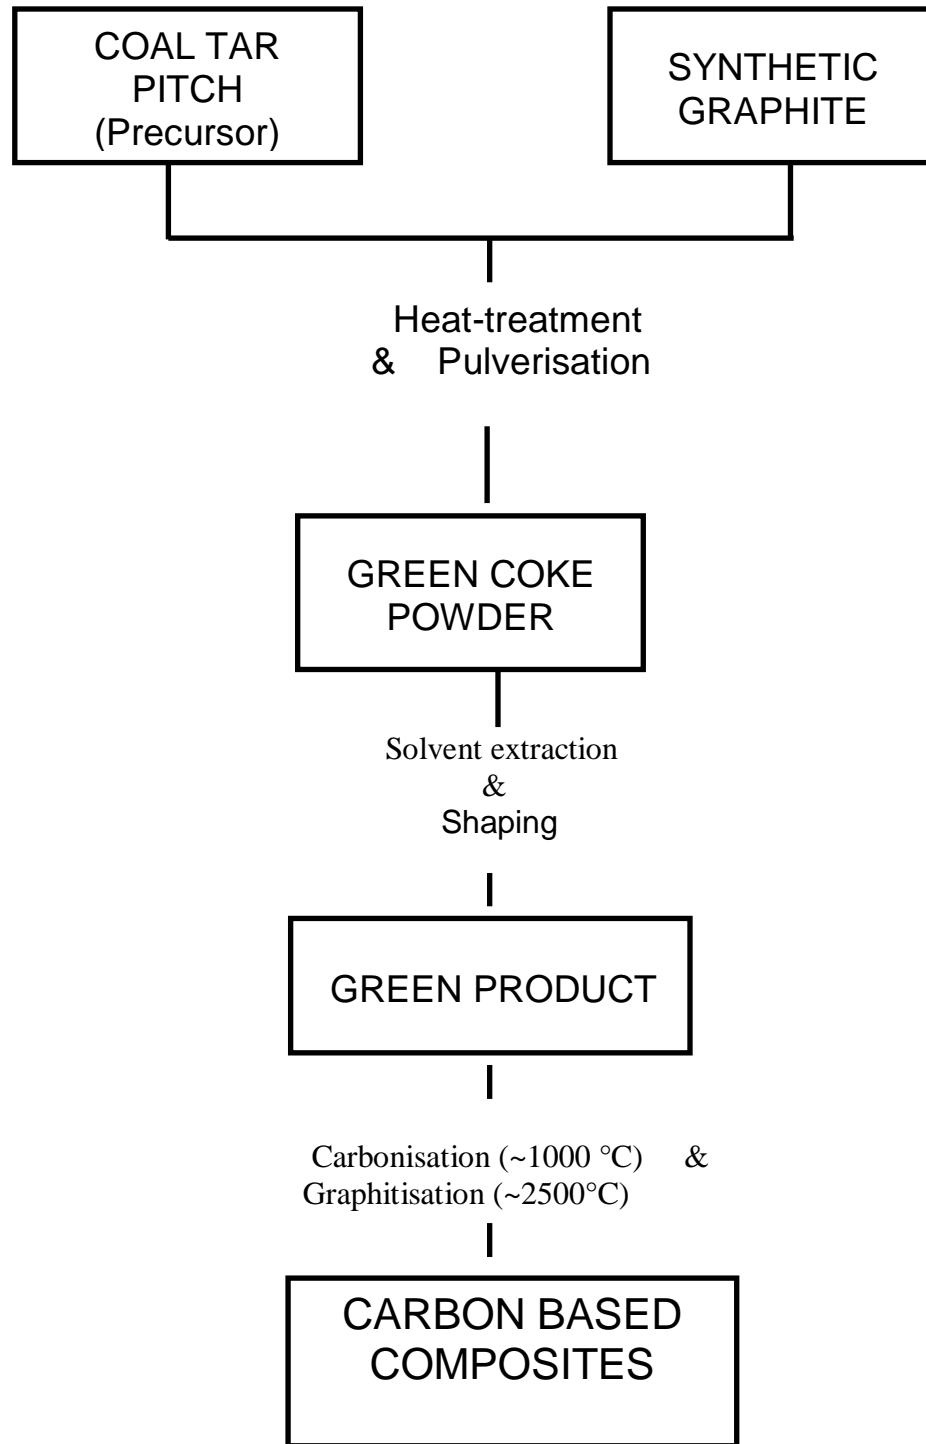 COAL TAR
PITCH
(Precursor)
SYNTHETIC
GRAPHITE
Heat-treatment
& Pulverisation
GREEN COKE
POWDER
Solvent extraction
&
Shaping
GREEN PRODUCT
Carbonisation (~1000 °C) &
Graphitisation (~2500°C)
CARBON BASED
COMPOSITES